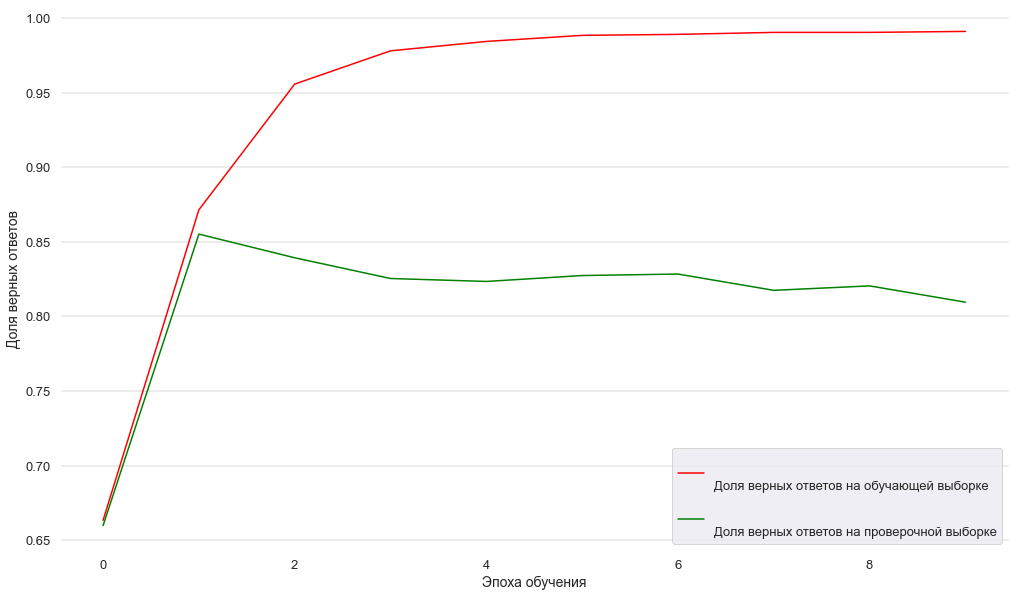 1.00
0.95
0.90
0.85
0.80
0.75
0.70
0.65
Доля верных ответов
0 2 4 6 8
Эпоха обучения
Доля верных ответов на обучающей выборке
Доля верных ответов на проверочной выборке